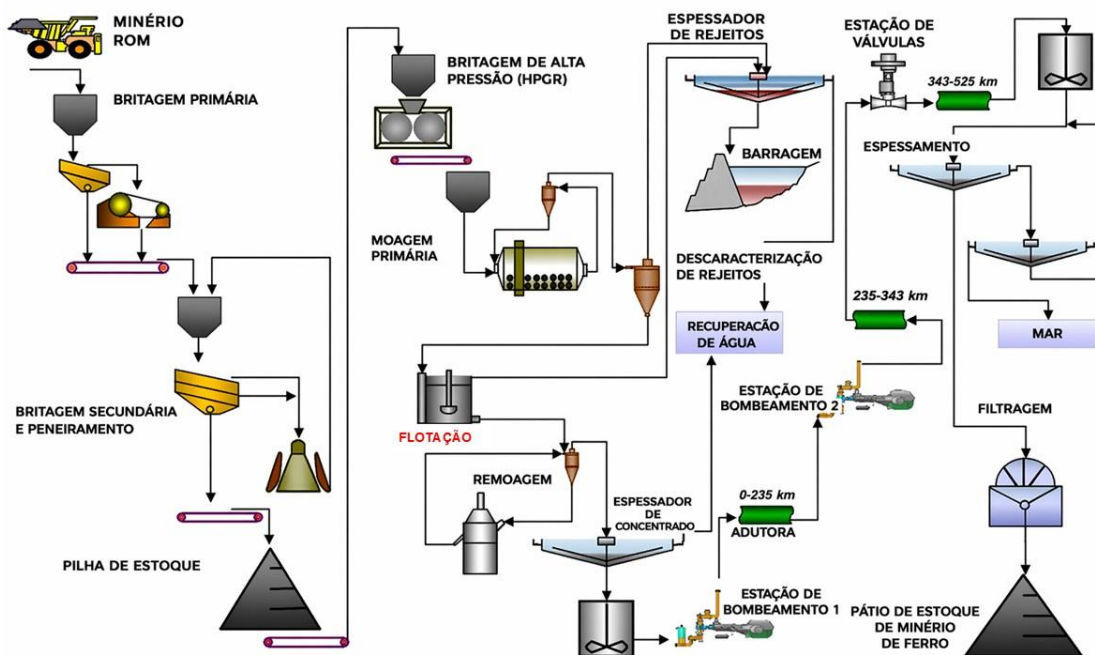 MINÉRIO
ROM
BRITAGEM PRIMÁRIA
BRITAGEM SECUNDÁRIA
E PENEIRAMENTO
PILHA DE ESTOQUE
BRITAGEM DE ALTA
PRESSÃO (HPGR)
MOAGEM
PRIMÁRIA
FLOTAÇÃO
REMOAGEM
ESPESSADOR
DE
CONCENTRADO
ESPESSADOR
DE REJEITOS
BARRAGEM
DESCARACTERIZAÇÃO
DE REJEITOS
RECUPERACÃO
DE ÁGUA
ESTAÇÃO DE
BOMBEAMENTO 1
0-235 km
ADUTORA
ESTAÇÃO DE
BOMBEAMENTO 2
235-343 km
ESTAÇÃO DE
VÁLVULAS
343-525 km
ESPESSAMENTO
MAR
FILTRAGEM
PÁTIO DE ESTOQUE
DE MINÉRIO
DE FERRO